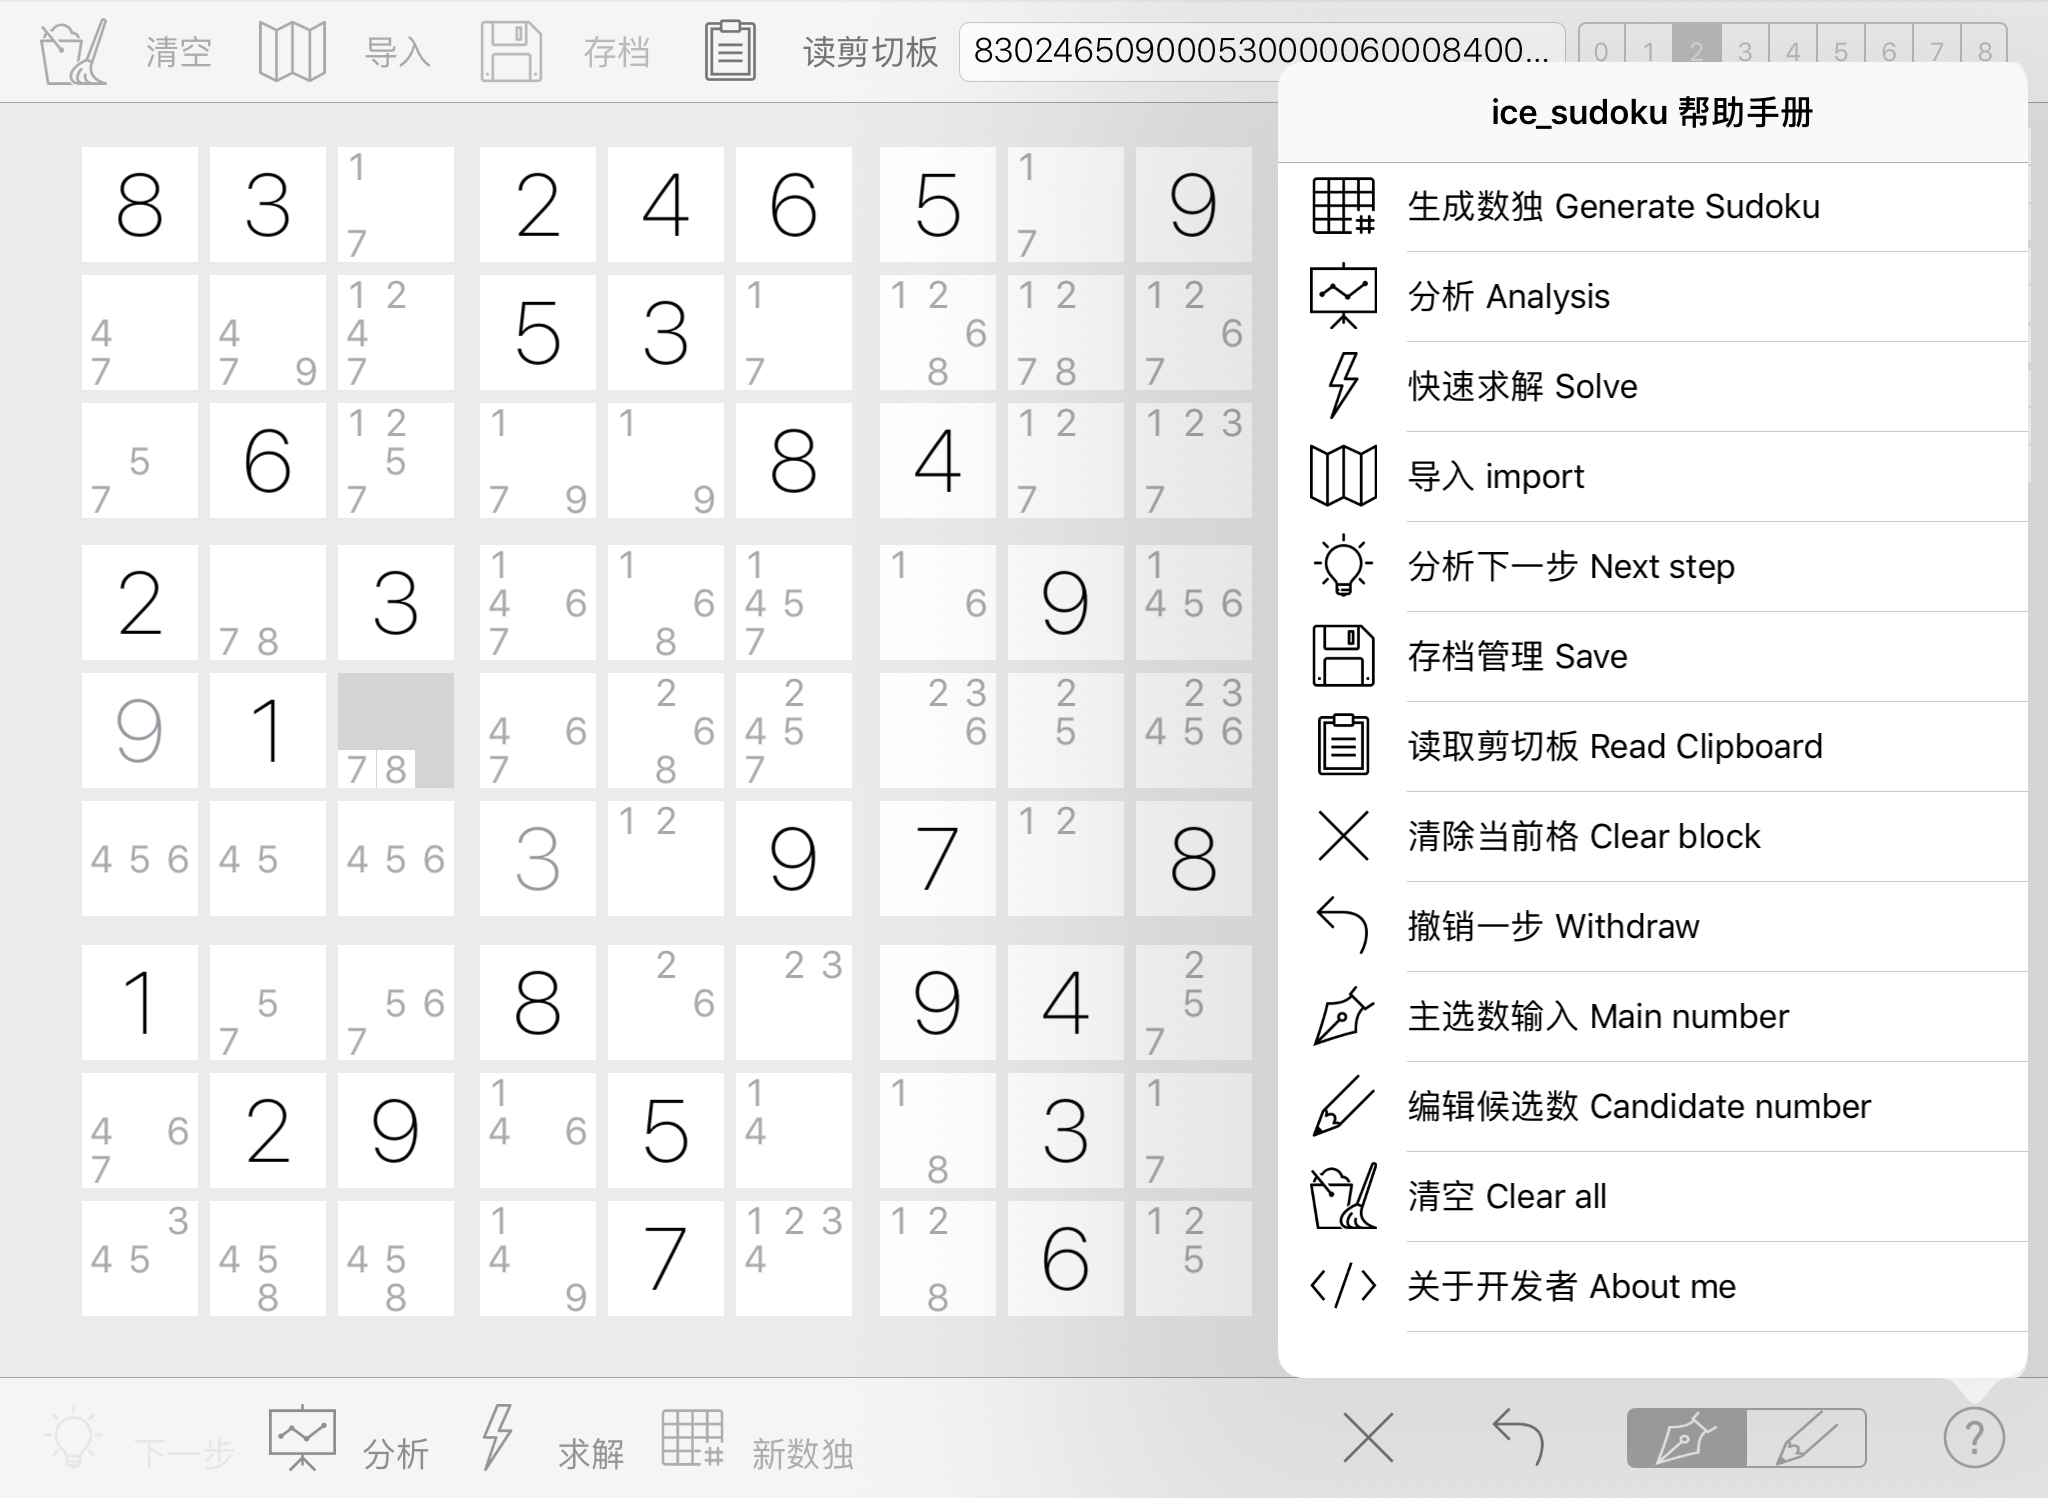 清空 导入 存档 读剪切板 830246509000530000060008400... 0 1 2 3 4 5 6 7 8
ice_sudoku 帮助手册
生成数独 Generate Sudoku
分析 Analysis
快速求解 Solve
导入 import
分析下一步 Next step
存档管理 Save
读取剪切板 Read Clipboard
清除当前格 Clear block
撤销一步 Withdraw
主选数输入 Main number
编辑候选数 Candidate number
清空 Clear all
关于开发者 About me
8 3 1 2 4 6 5 1 9
7 7
1 2 5 3 1 1 2 1 2 1 2
4 4 4 6 6
7 7 9 7 7 8 7 8 7
6 1 2 1 1 8 4 1 2 1 2 3
5 5
7 7 7 9 9 7 7
2 3 1 1 1 1 9 1
4 6 6 4 5 6 4 5 6
7 8 7 8 7
9 1 2 2 2 3 2 2 3
4 6 6 4 5 6 5 4 5 6
7 8 7 8 7
3 1 2 9 7 1 2 8
4 5 6 4 5 4 5 6
1 8 2 2 3 9 4 2
5 5 6 6 5
7 7 7
2 9 1 5 1 1 3 1
4 6 4 6 4
7 8 7
3 1 7 1 2 3 1 2 6 1 2
4 5 4 5 4 5 4 4 5
8 8 9 8
下一步 分析 求解 新数独 ?